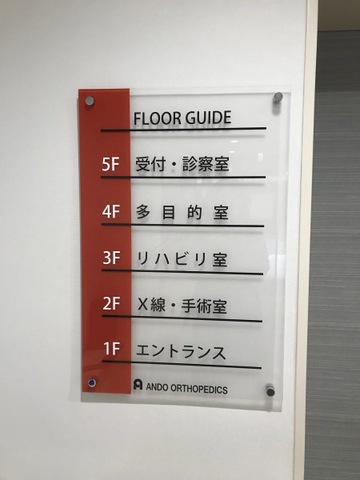 FLOOR GUIDE
5F 受付・診察室
4F 多目的室
3F リハビリ室
2F X線・手術室
1F エントランス
ANDO ORTHOPEDICS